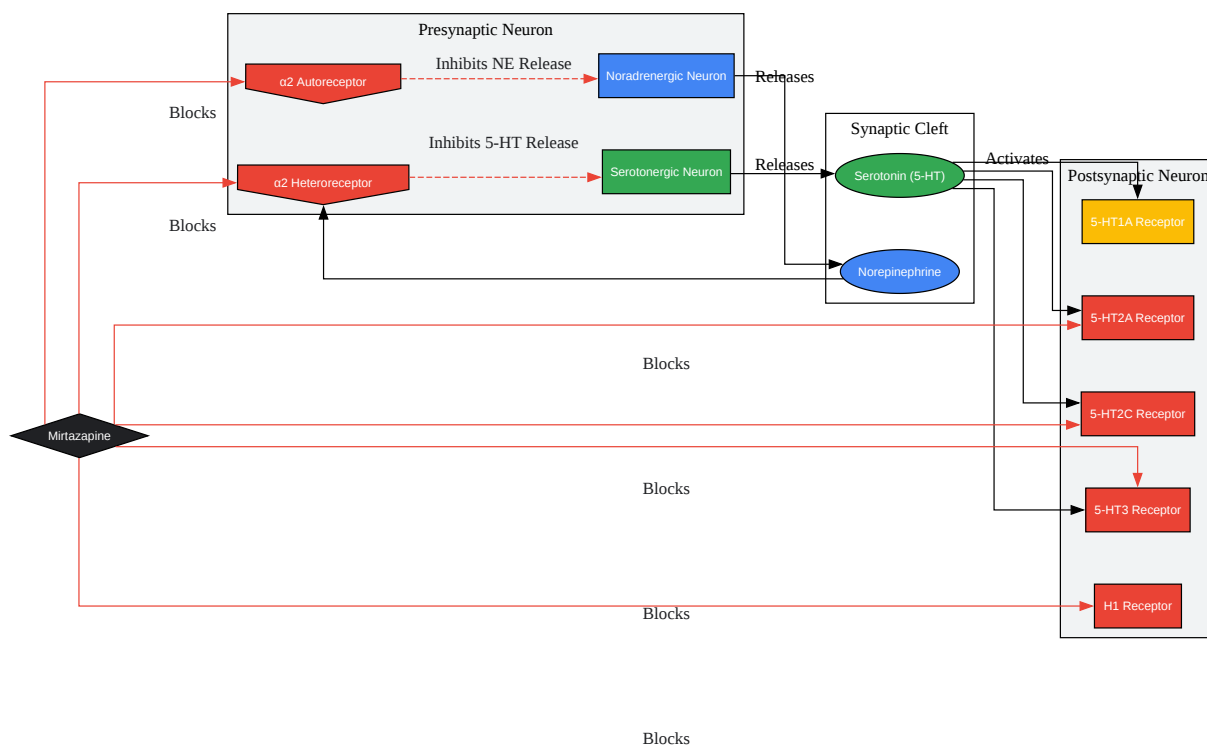 Presynaptic Neuron
Inhibits NE Release
α2 Autoreceptor
Noradrenergic Neuron
Releases
Blocks
Synaptic Cleft
Inhibits 5-HT Release
Activates
Releases
Serotonergic Neuron
Serotonin (5-HT)
Postsynaptic Neuron
α2 Heteroreceptor
Blocks
5-HT1A Receptor
Norepinephrine
5-HT2A Receptor
Blocks
5-HT2C Receptor
Mirtazapine
Blocks
5-HT3 Receptor
H1 Receptor
Blocks
Blocks